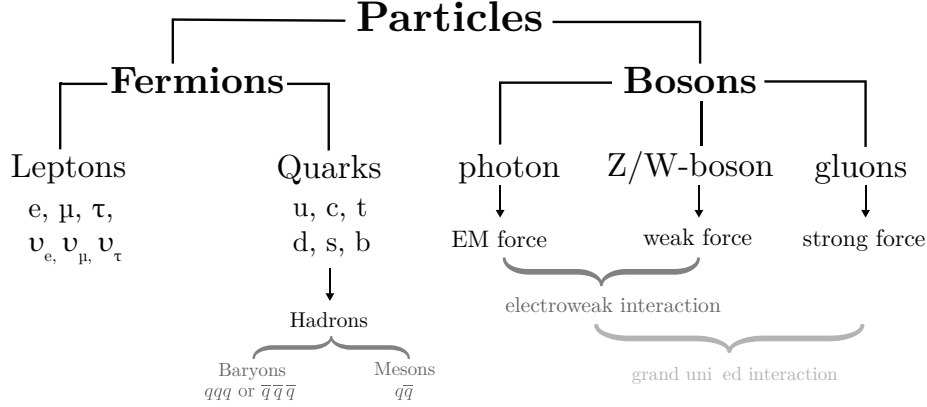 Particles
Fermions
Bosons
Leptons
Quarks
photon
Z/W-boson
gluons
e, μ, τ,
u, c, t
υe, υμ, υτ
d, s, b
EM force
weak force
strong force
electroweak interaction
Hadrons
Baryons
Mesons
qqq or q̅ q̅ q̅
qq̅
grand uni ed interaction